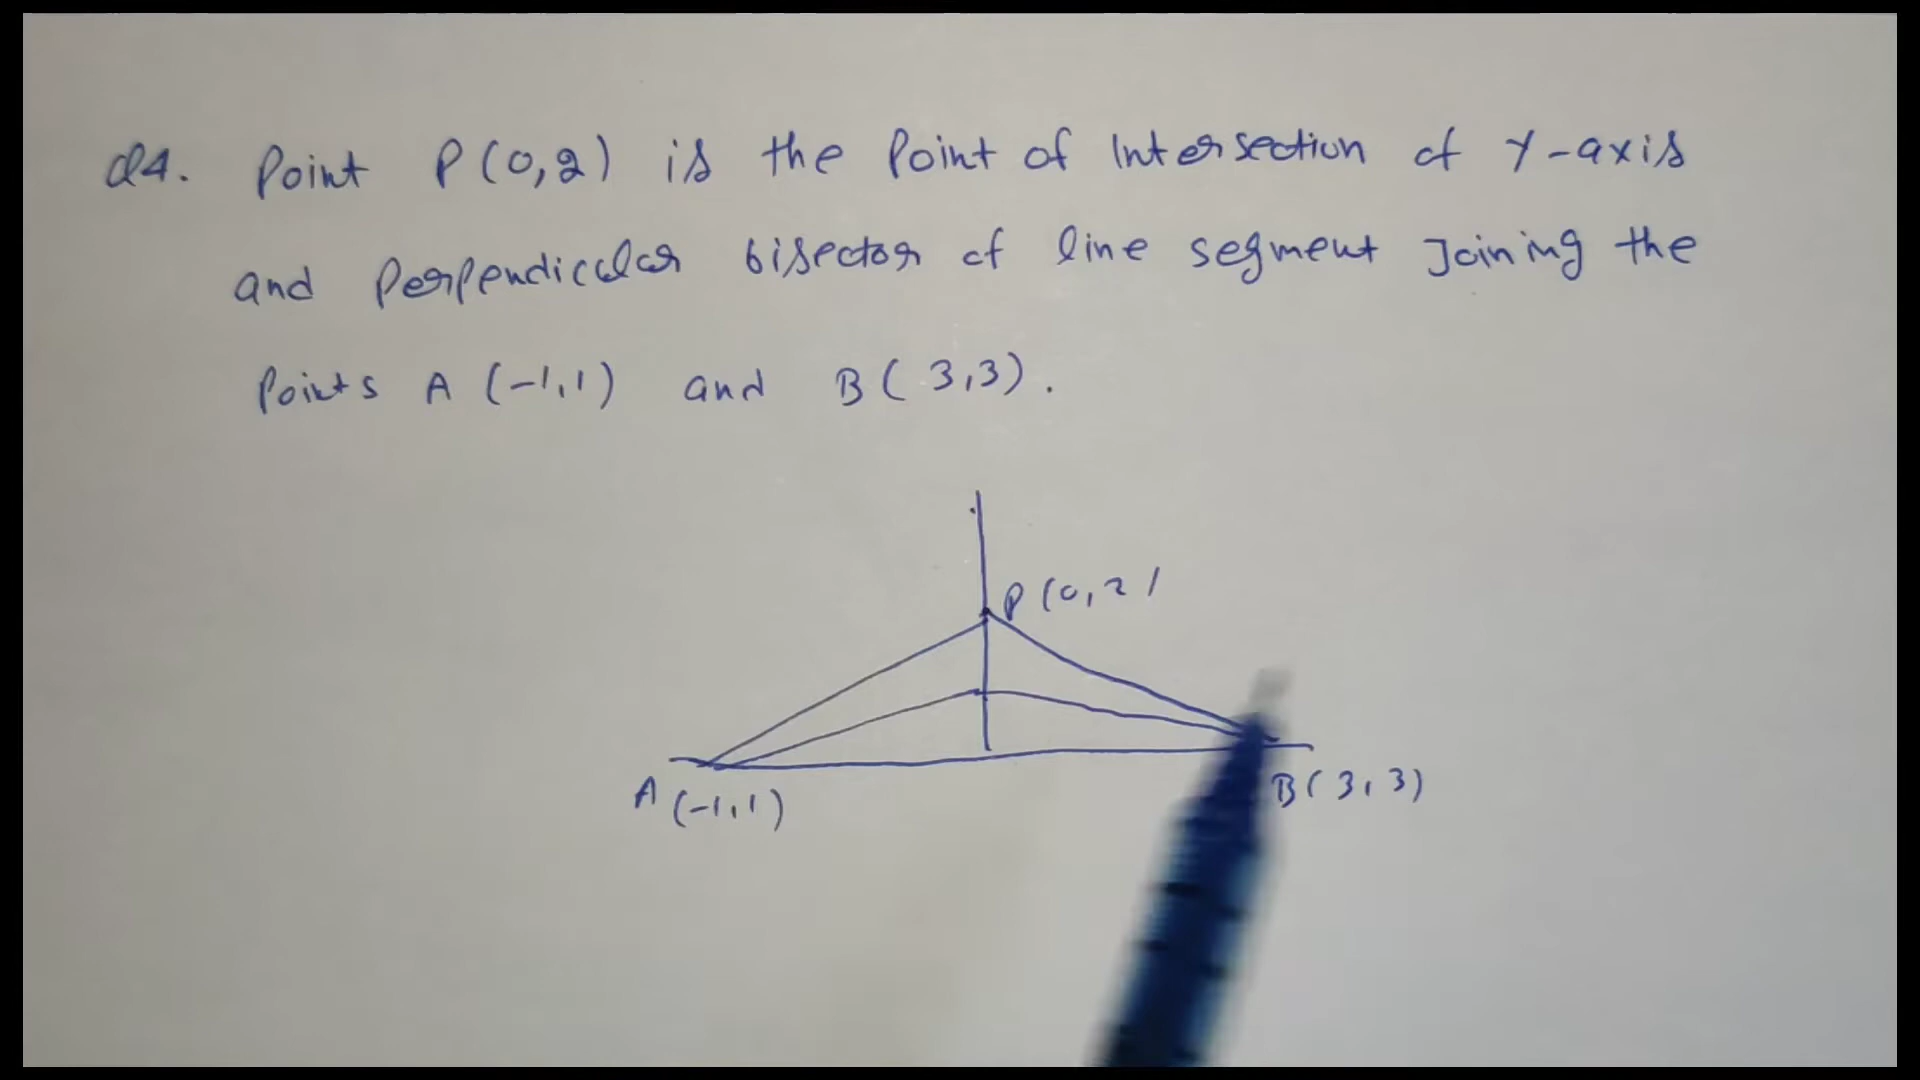 Q4. Point P(0,2) is the Point of Intersection of Y-axis
and Perpendicular bisector of line segment Joining the
Points A (-1,1) and B(3,3).
P(0,2)
A (-1,1)
B(3,3)